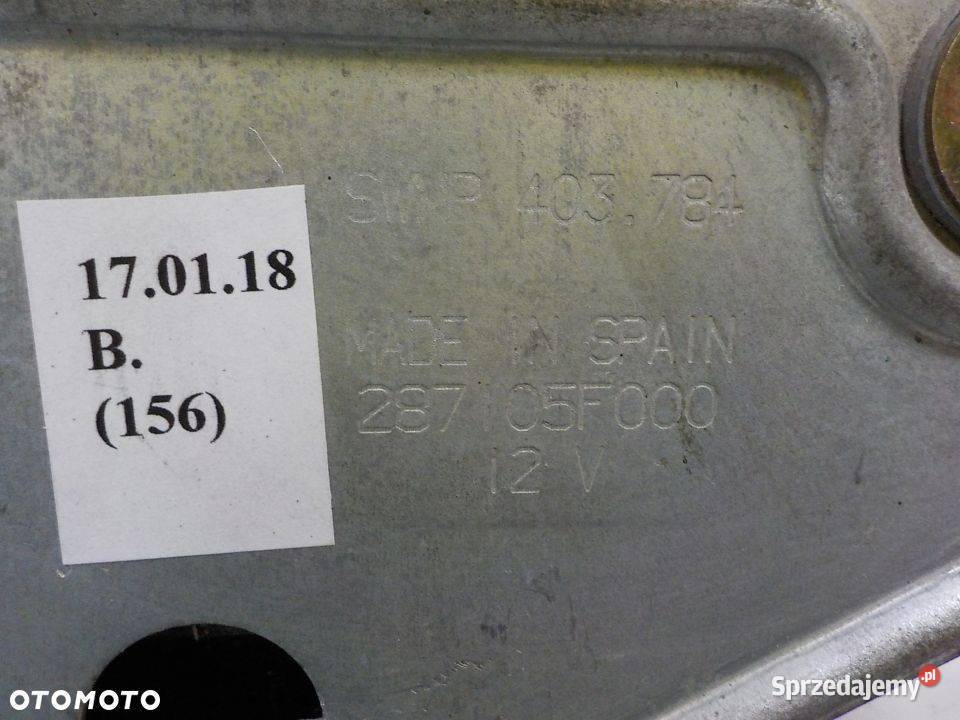 SWP 403.784
MADE IN SPAIN
287105F000
12 V
17.01.18
B.
(156)
OTOMOTO
Sprzedajemy.pl